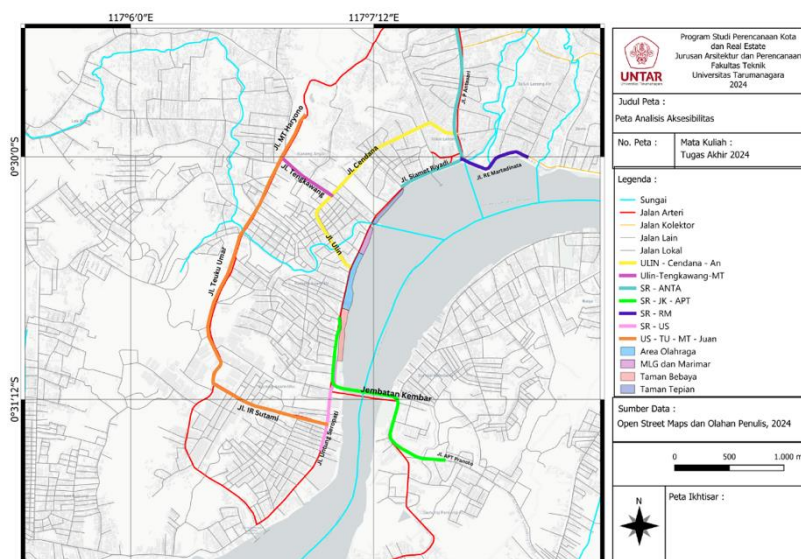 117°6'0"E
117°7'12"E
0°30'0"S
0°31'12"S
Jl. MT Haryono
Jl. P Antasari
Jl. Cendana
Jl. Tengkawang
Jl. Slamet Riyadi
Jl. RE Martadinata
Jl. Ulin
Jl. Teuku Umar
Jembatan Kembar
Jl. IR Sutami
Jl. APT Pranoto
UNTAR
Universitas Tarumanagara
Program Studi Perencanaan Kota
dan Real Estate
Jurusan Arsitektur dan Perencanaan
Fakultas Teknik
Universitas Tarumanagara
2024
Judul Peta :
Peta Analisis Aksesibilitas
No. Peta :
Mata Kuliah :
Tugas Akhir 2024
Legenda :
Sungai
Jalan Arteri
Jalan Kolektor
Jalan Lain
Jalan Lokal
ULIN - Cendana - An
Ulin-Tengkawang-MT
SR - ANTA
SR - JK - APT
SR - RM
SR - US
US - TU - MT - Juan
Area Olahraga
MLG dan Marimar
Taman Bebaya
Taman Tepian
Sumber Data :
Open Street Maps dan Olahan Penulis, 2024
0 500 1.000 m
Peta Ikhtisar :